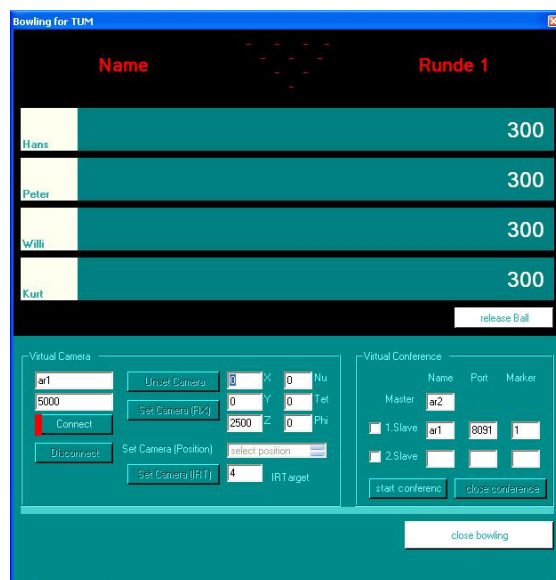 Bowling for TUM
Name Runde 1
Hans 300
Peter 300
Willi 300
Kurt 300
release Ball
Virtual Camera
ar1
5000
Connect
Disconnect
Unset Camera
Set Camera (FIX)
0 X 0 Nu
0 Y 0 Tet
2500 Z 0 Phi
Set Camera (Position) select position
Set Camera (IRT) 4 IRTarget
Virtual Conference
Name Port Marker
Master ar2
1.Slave ar1 8091 1
2.Slave
start conferenc close conference
close bowling